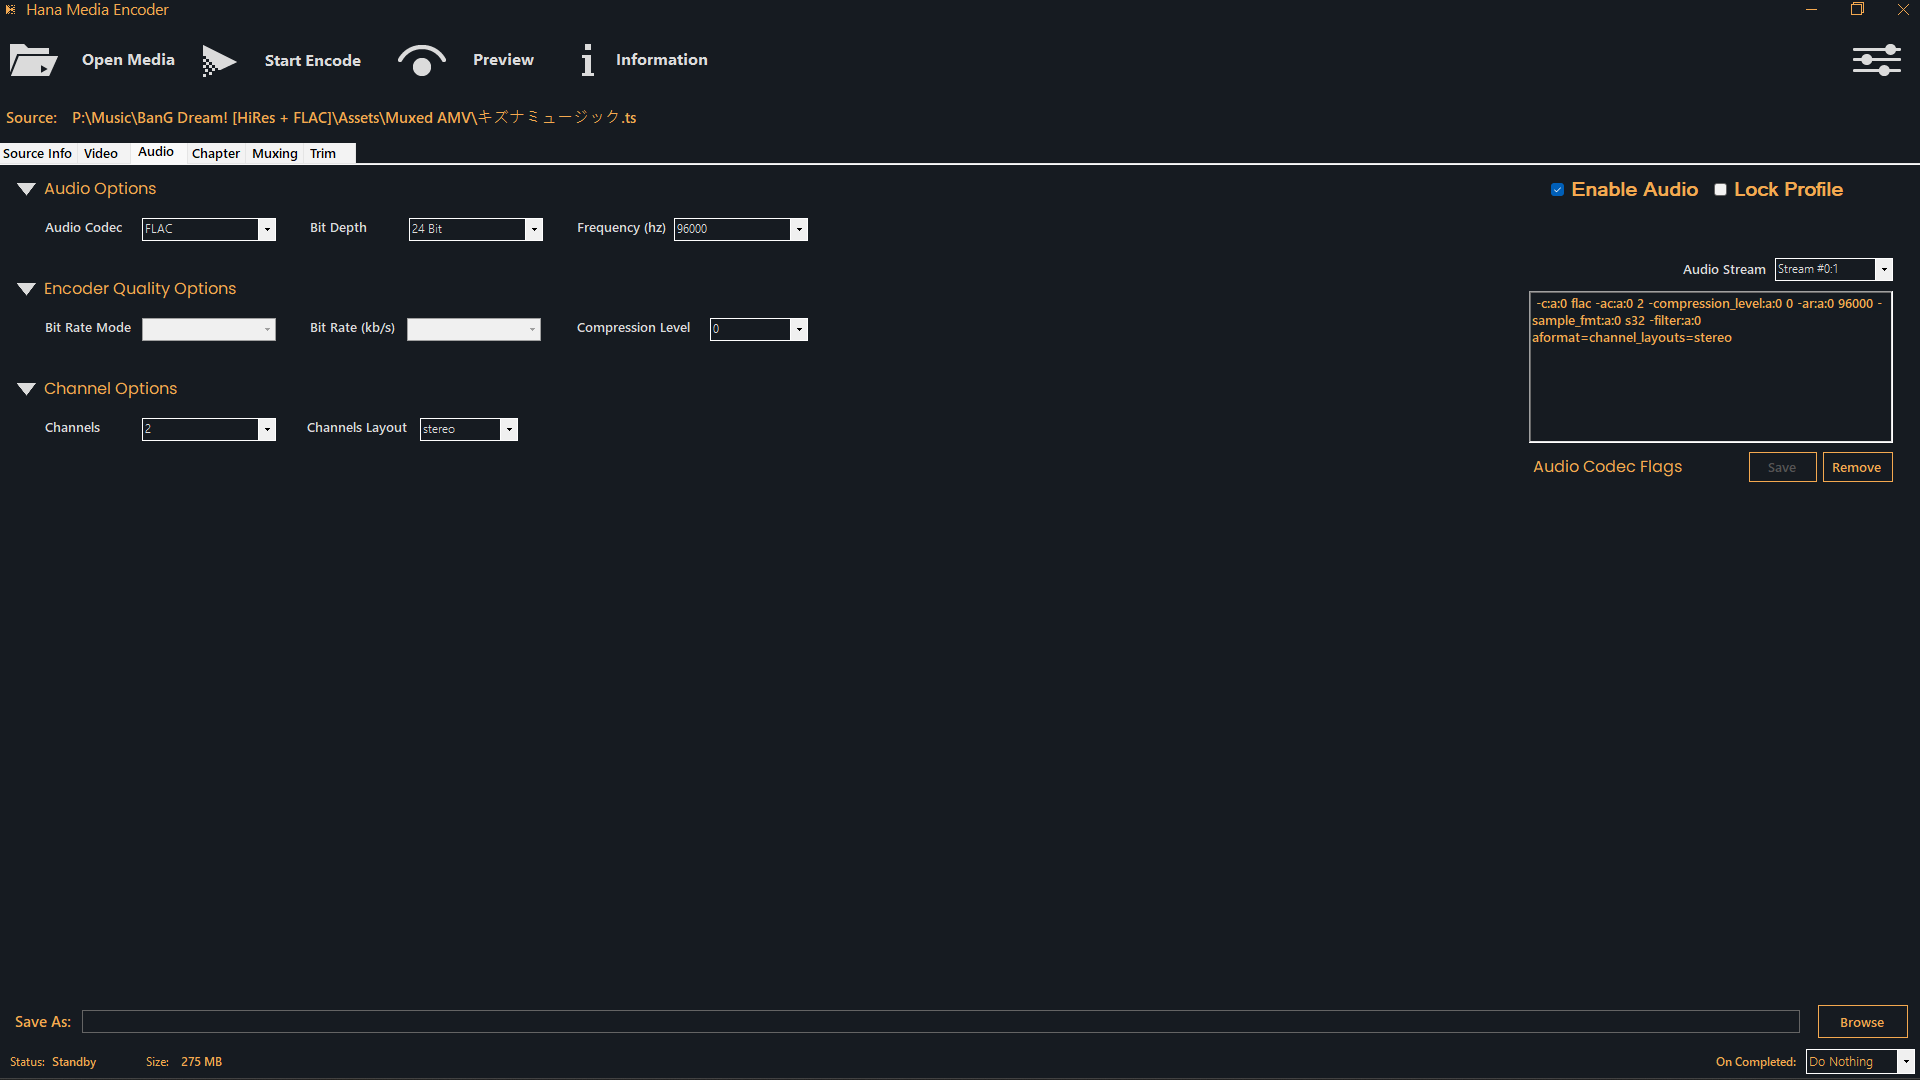 Hana Media Encoder
Open Media Start Encode Preview Information
Source: P:\Music\BanG Dream! [HiRes + FLAC]\Assets\Muxed AMV\キズナミュージック.ts
Source Info Video Audio Chapter Muxing Trim
Audio Options
Enable Audio Lock Profile
Audio Codec FLAC Bit Depth 24 Bit Frequency (hz) 96000
Audio Stream Stream #0:1
Encoder Quality Options
Bit Rate Mode Bit Rate (kb/s) Compression Level 0
-c:a:0 flac -ac:a:0 2 -compression_level:a:0 0 -ar:a:0 96000 -
sample_fmt:a:0 s32 -filter:a:0
aformat=channel_layouts=stereo
Channel Options
Channels 2 Channels Layout stereo
Audio Codec Flags Save Remove
Save As: Browse
Status: Standby Size: 275 MB On Completed: Do Nothing